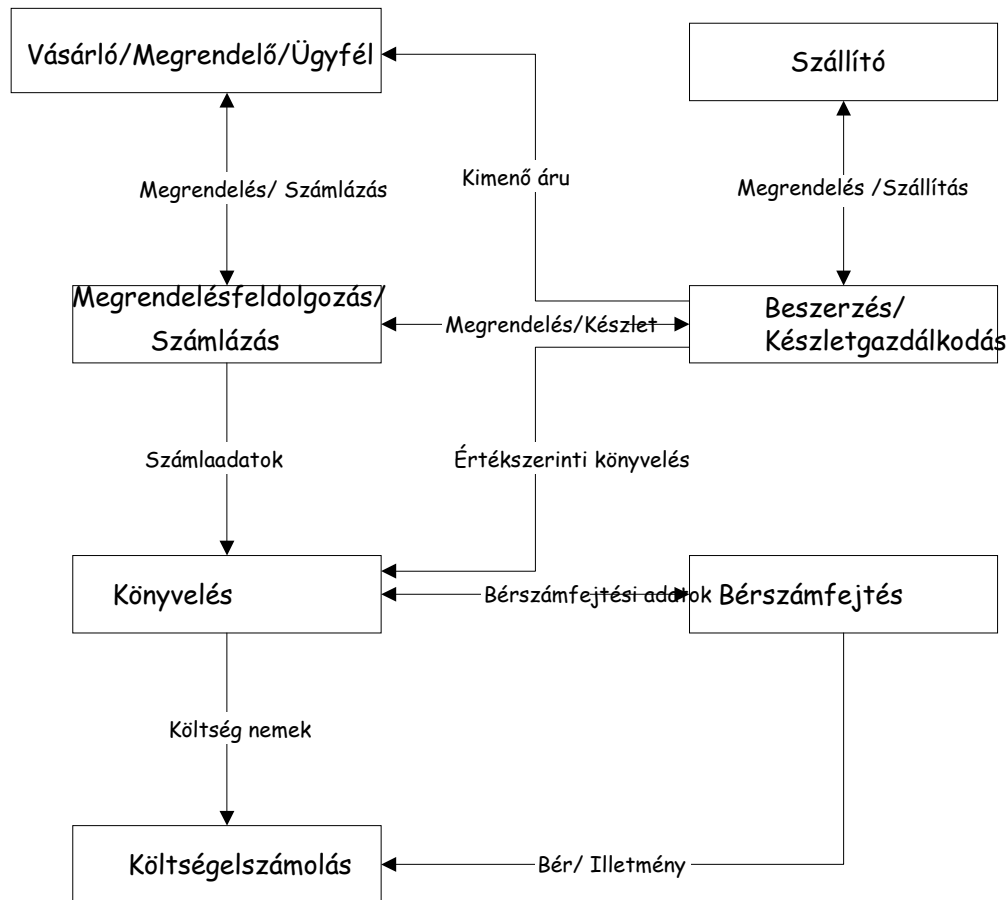 Vásárló/Megrendelő/Ügyfél
Szállító
Kimenő áru
Megrendelés/ Számlázás
Megrendelés /Szállítás
Megrendelésfeldolgozás/
Számlázás
Megrendelés/Készlet
Beszerzés/
Készletgazdálkodás
Számlaadatok
Értékszerinti könyvelés
Könyvelés
Bérszámfejtési adatok
Bérszámfejtés
Költség nemek
Költségelszámolás
Bér/ Illetmény